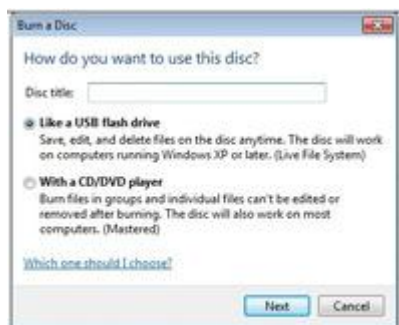 Burn a Disc
How do you want to use this disc?
Disc title:
Like a USB flash drive
Save, edit, and delete files on the disc anytime. The disc will work
on computers running Windows XP or later. (Live File System)
With a CD/DVD player
Burn files in groups and individual files can't be edited or
removed after burning. The disc will also work on most
computers. (Mastered)
Which one should I choose?
Next Cancel